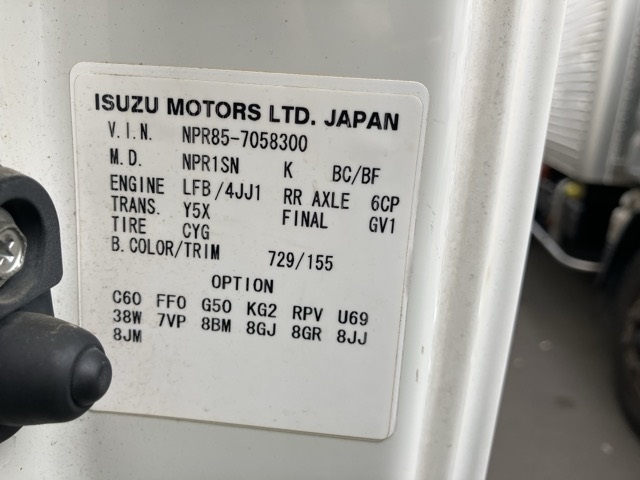 ISUZU MOTORS LTD. JAPAN
V.I.N. NPR85-7058300
M.D. NPR1SN K BC/BF
ENGINE LFB/4JJ1 RR AXLE 6CP
TRANS. Y5X FINAL GV1
TIRE CYG
B.COLOR/TRIM 729/155
OPTION
C60 FF0 G50 KG2 RPV U69
38W 7VP 8BM 8GJ 8GR 8JJ
8JM